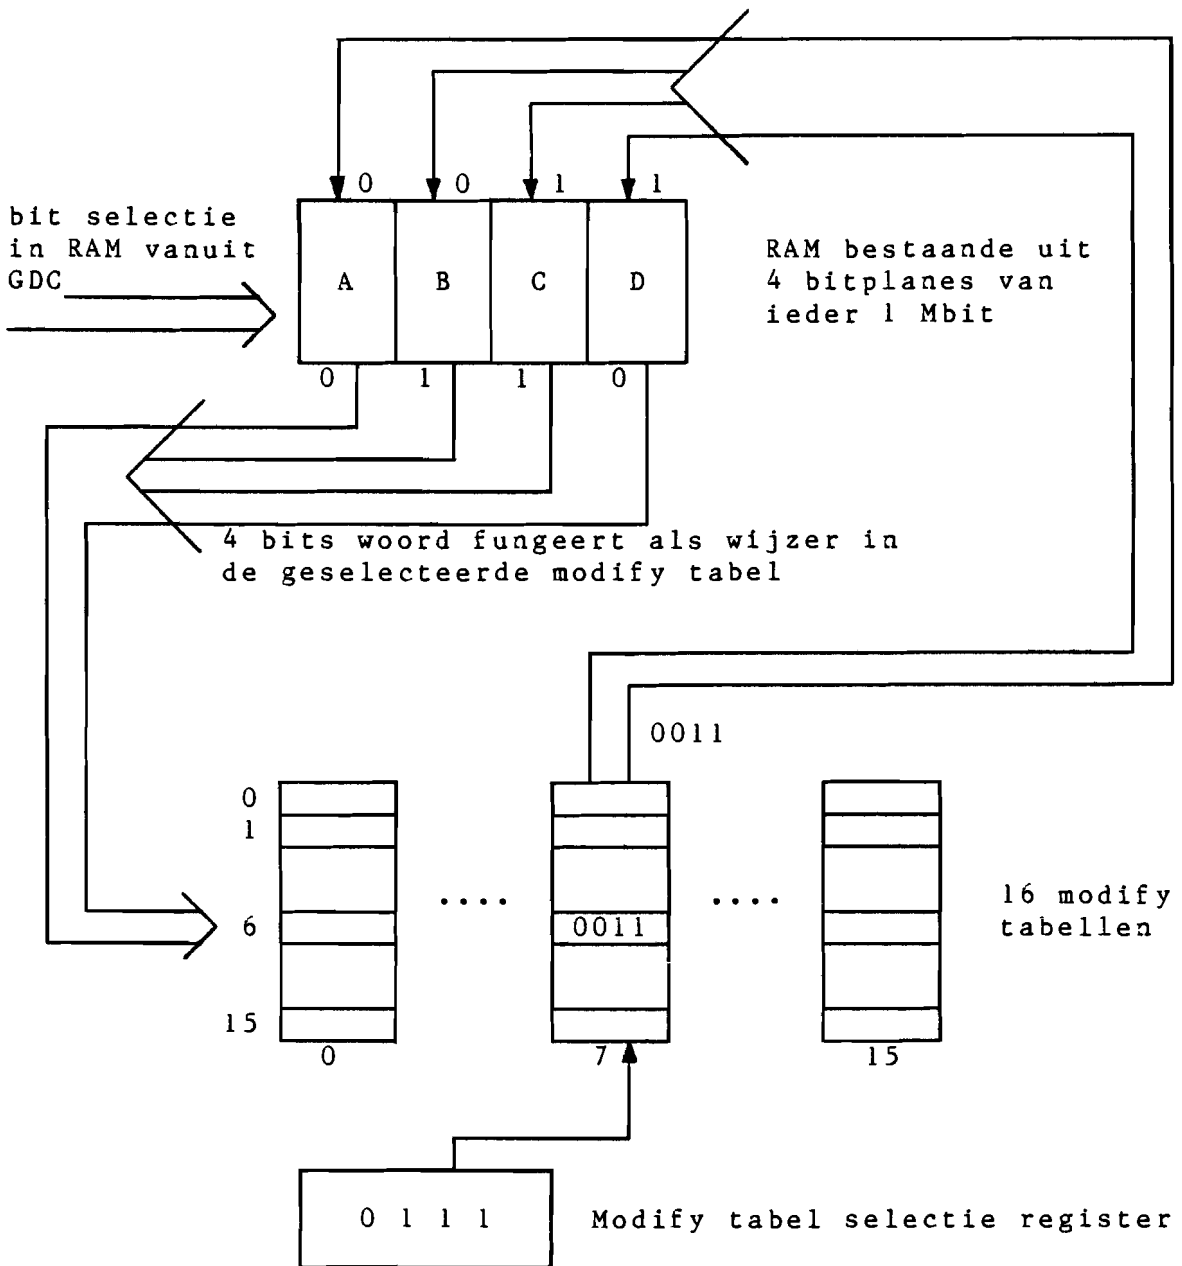 0 0 1 1
bit selectie
in RAM vanuit
GDC
A B C D
RAM bestaande uit
4 bitplanes van
ieder 1 Mbit
0 1 1 0
4 bits woord fungeert als wijzer in
de geselecteerde modify tabel
0011
0
1
6
15
....
0011
....
16 modify
tabellen
0 7 15
0 1 1 1
Modify tabel selectie register